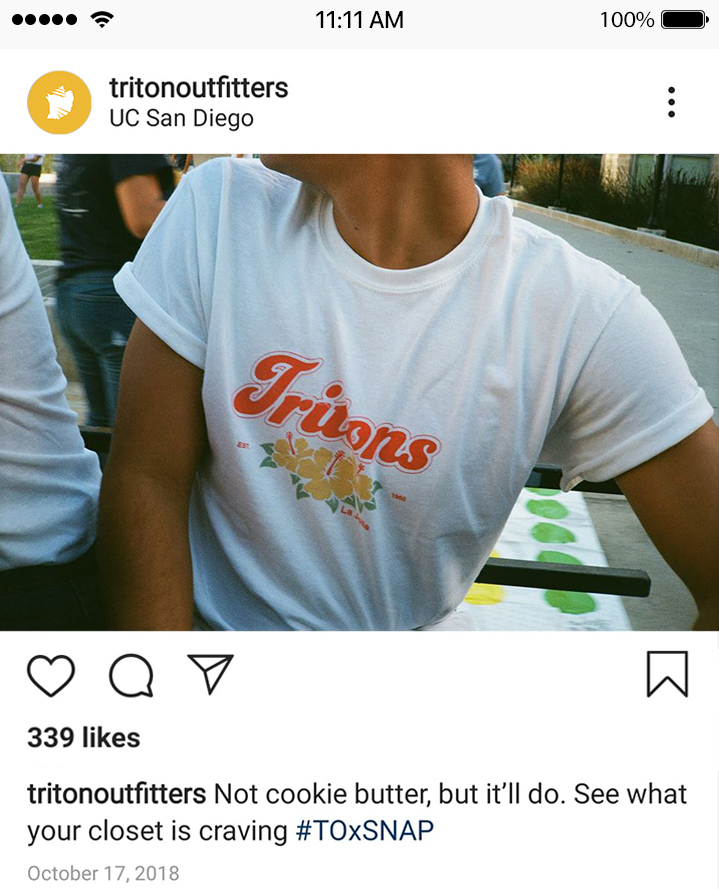 11:11 AM
100%
tritonoutfitters
UC San Diego
Tritons
EST.
1960
La Jolla
339 likes
tritonoutfitters Not cookie butter, but it’ll do. See what
your closet is craving #TOxSNAP
October 17, 2018